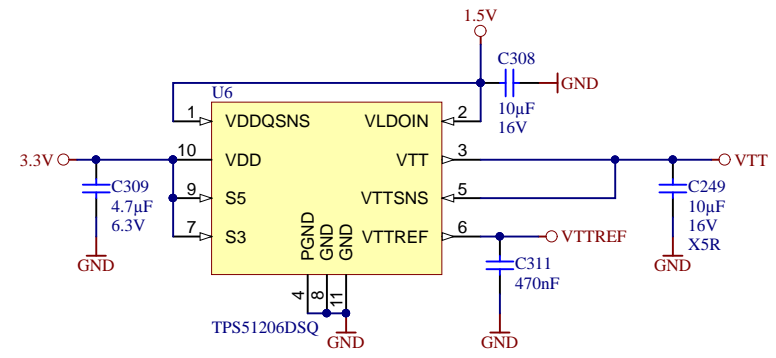 1.5V
C308
GND
10µF
16V
U6
1
VDDQSNS
VLDOIN
2
3.3V
10
VDD
VTT
3
VTT
C309
4.7µF
6.3V
GND
9
S5
VTTSNS
5
C249
10µF
16V
X5R
GND
7
S3
VTTREF
6
VTTREF
PGND
GND
GND
C311
470nF
GND
4
8
11
TPS51206DSQ
GND